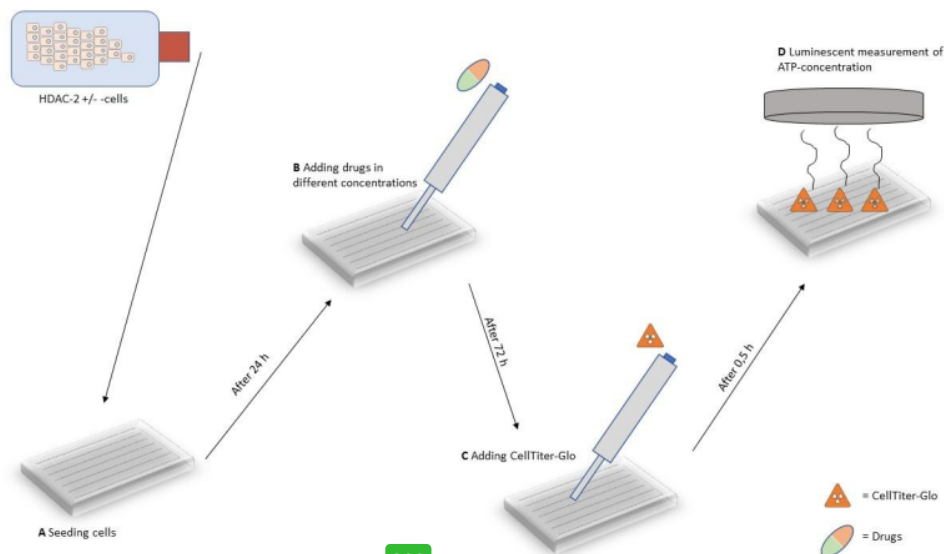 HDAC-2 +/- -cells
D Luminescent measurement of
ATP-concentration
B Adding drugs in
different concentrations
After 24 h
After 72 h
After 0,5 h
C Adding CellTiter-Glo
A Seeding cells
= CellTiter-Glo
= Drugs